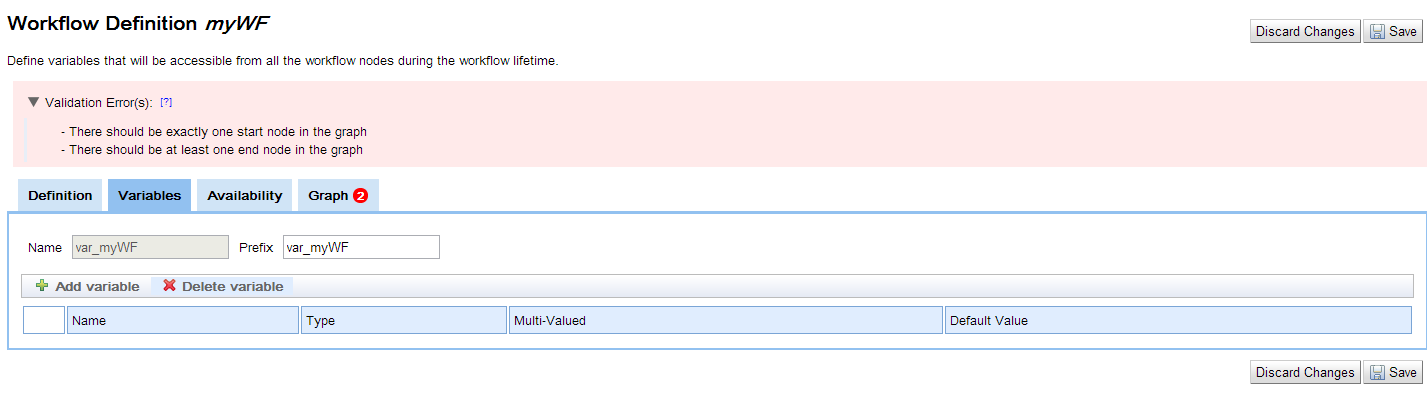 Workflow Definition myWF
Discard Changes Save
Define variables that will be accessible from all the workflow nodes during the workflow lifetime.
Validation Error(s): [?]
- There should be exactly one start node in the graph
- There should be at least one end node in the graph
Definition Variables Availability Graph 2
Name var_myWF Prefix var_myWF
Add variable Delete variable
Name Type Multi-Valued Default Value
Discard Changes Save